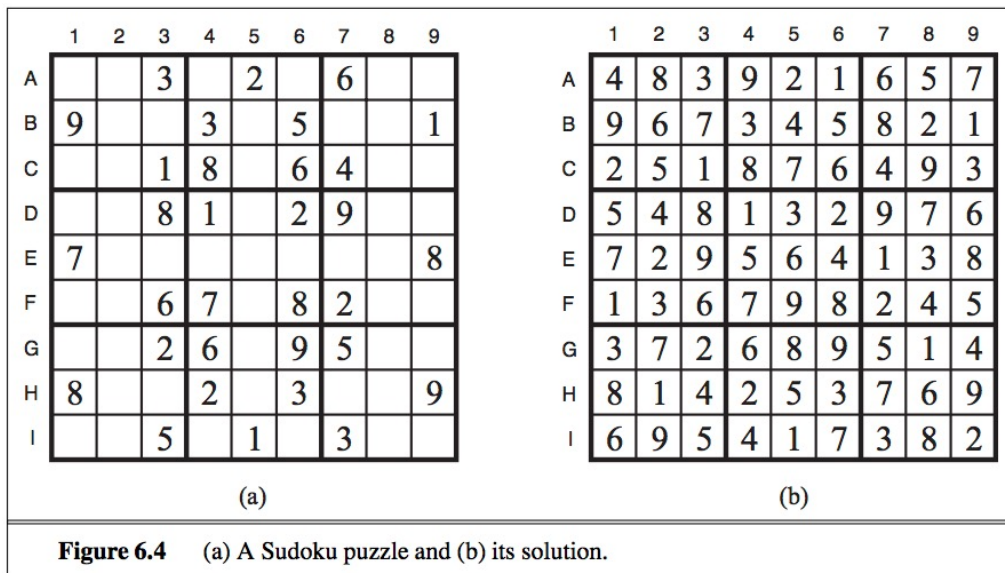 1 2 3 4 5 6 7 8 9 1 2 3 4 5 6 7 8 9
A 3 2 6 A 4 8 3 9 2 1 6 5 7
B 9 3 5 1 B 9 6 7 3 4 5 8 2 1
C 1 8 6 4 C 2 5 1 8 7 6 4 9 3
D 8 1 2 9 D 5 4 8 1 3 2 9 7 6
E 7 8 E 7 2 9 5 6 4 1 3 8
F 6 7 8 2 F 1 3 6 7 9 8 2 4 5
G 2 6 9 5 G 3 7 2 6 8 9 5 1 4
H 8 2 3 9 H 8 1 4 2 5 3 7 6 9
I 5 1 3 I 6 9 5 4 1 7 3 8 2
(a) (b)
Figure 6.4 (a) A Sudoku puzzle and (b) its solution.